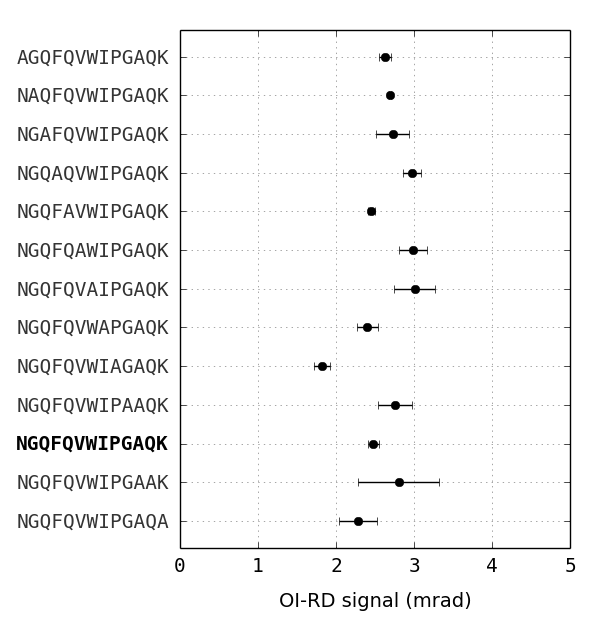 AGQFQVWIPGAQK
NAQFQVWIPGAQK
NGAFQVWIPGAQK
NGQAQVWIPGAQK
NGQFAVWIPGAQK
NGQFQAWIPGAQK
NGQFQVAIPGAQK
NGQFQVWAPGAQK
NGQFQVWIAGAQK
NGQFQVWIPAAQK
NGQFQVWIPGAQK
NGQFQVWIPGAAK
NGQFQVWIPGAQA
0 1 2 3 4 5
OI-RD signal (mrad)